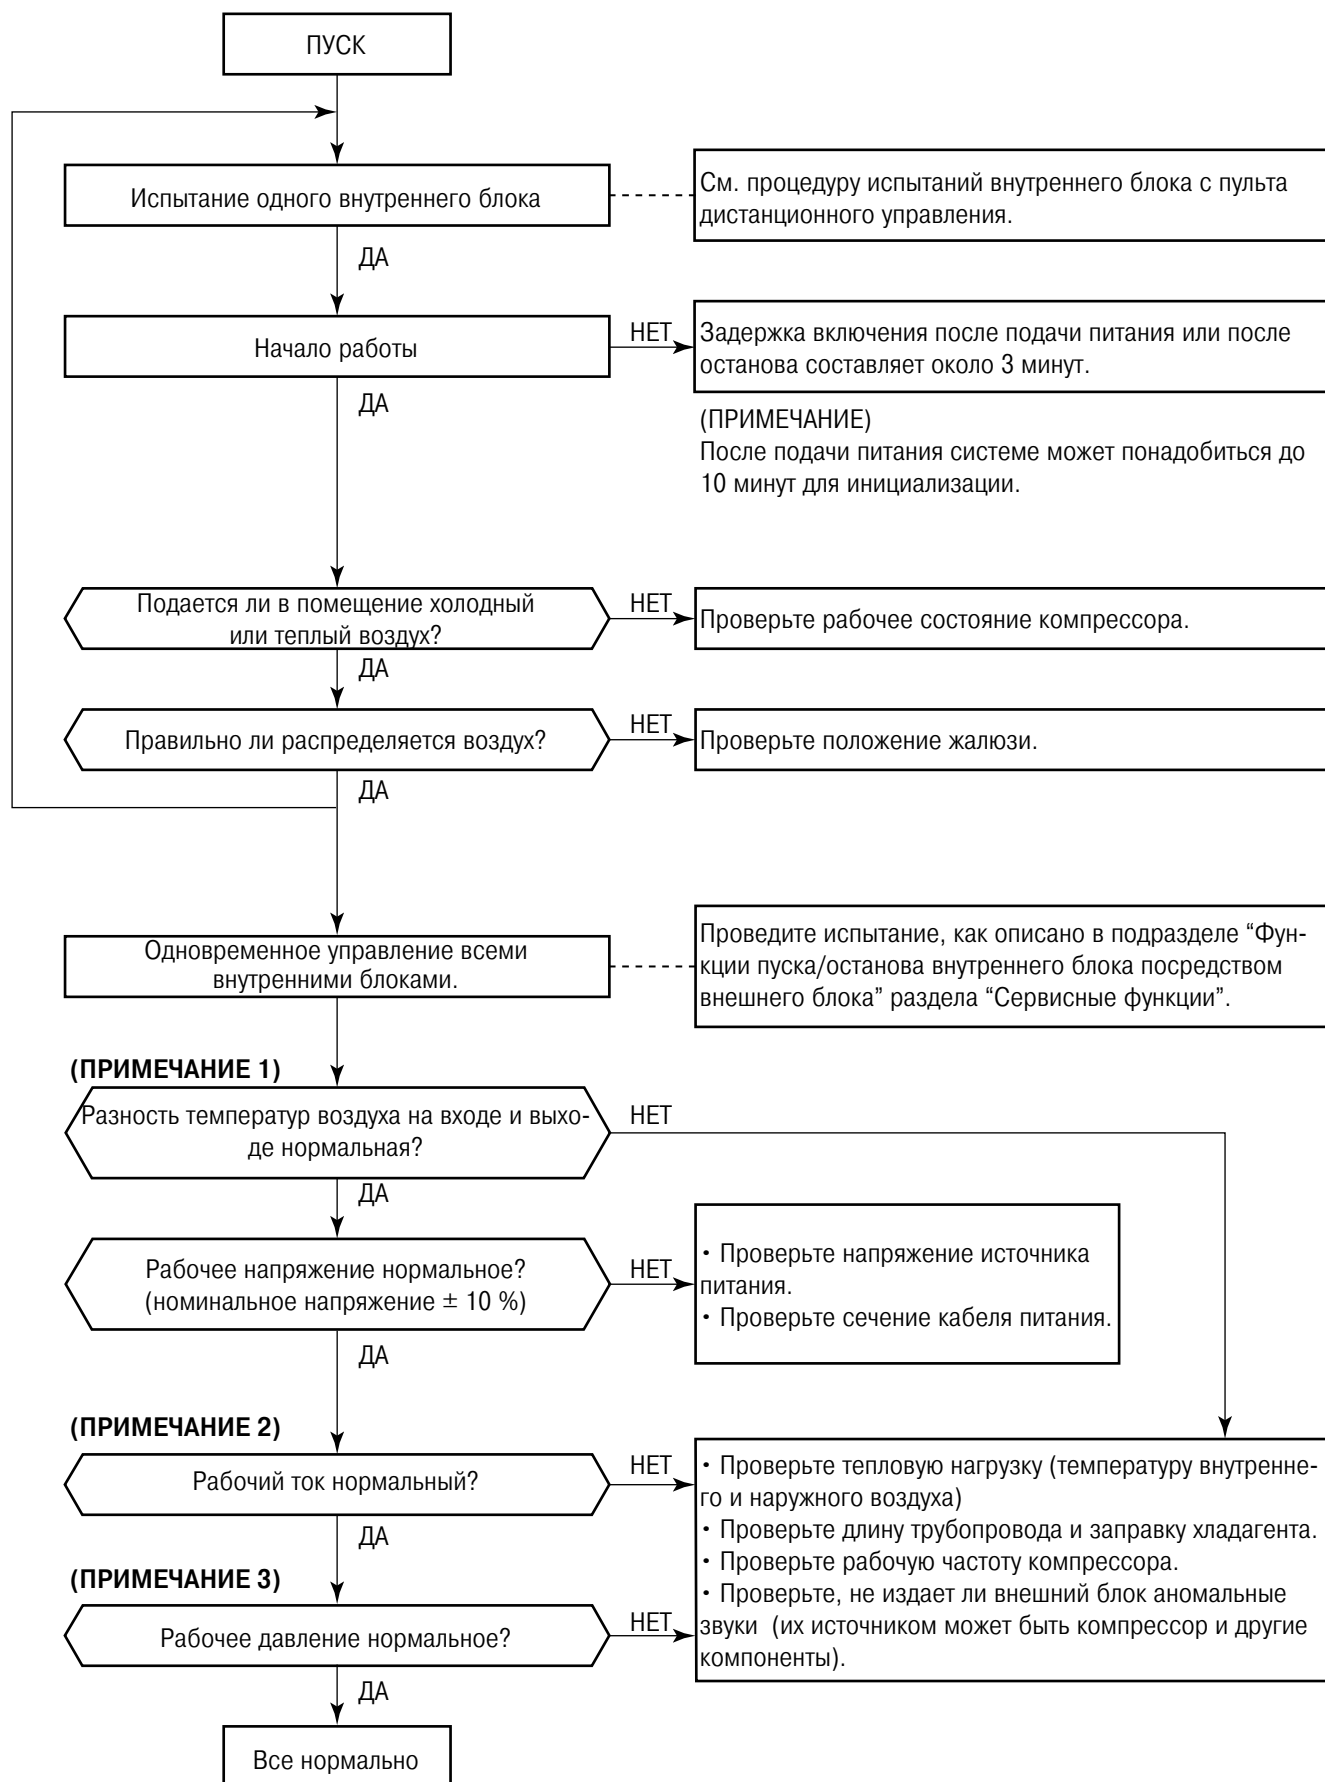 ПУСК
Испытание одного внутреннего блока
См. процедуру испытаний внутреннего блока с пульта
дистанционного управления.
ДА
Начало работы
НЕТ
Задержка включения после подачи питания или после
останова составляет около 3 минут.
ДА
(ПРИМЕЧАНИЕ)
После подачи питания системе может понадобиться до
10 минут для инициализации.
Подается ли в помещение холодный
или теплый воздух?
НЕТ
Проверьте рабочее состояние компрессора.
ДА
Правильно ли распределяется воздух?
НЕТ
Проверьте положение жалюзи.
ДА
Одновременное управление всеми
внутренними блоками.
Проведите испытание, как описано в подразделе “Фун-
кции пуска/останова внутреннего блока посредством
внешнего блока” раздела “Сервисные функции”.
(ПРИМЕЧАНИЕ 1)
Разность температур воздуха на входе и выхо-
де нормальная?
НЕТ
ДА
Рабочее напряжение нормальное?
(номинальное напряжение ± 10 %)
НЕТ
• Проверьте напряжение источника
питания.
• Проверьте сечение кабеля питания.
ДА
(ПРИМЕЧАНИЕ 2)
Рабочий ток нормальный?
НЕТ
• Проверьте тепловую нагрузку (температуру внутренне-
го и наружного воздуха)
• Проверьте длину трубопровода и заправку хладагента.
• Проверьте рабочую частоту компрессора.
• Проверьте, не издает ли внешний блок аномальные
звуки (их источником может быть компрессор и другие
компоненты).
ДА
(ПРИМЕЧАНИЕ 3)
Рабочее давление нормальное?
НЕТ
ДА
Все нормально